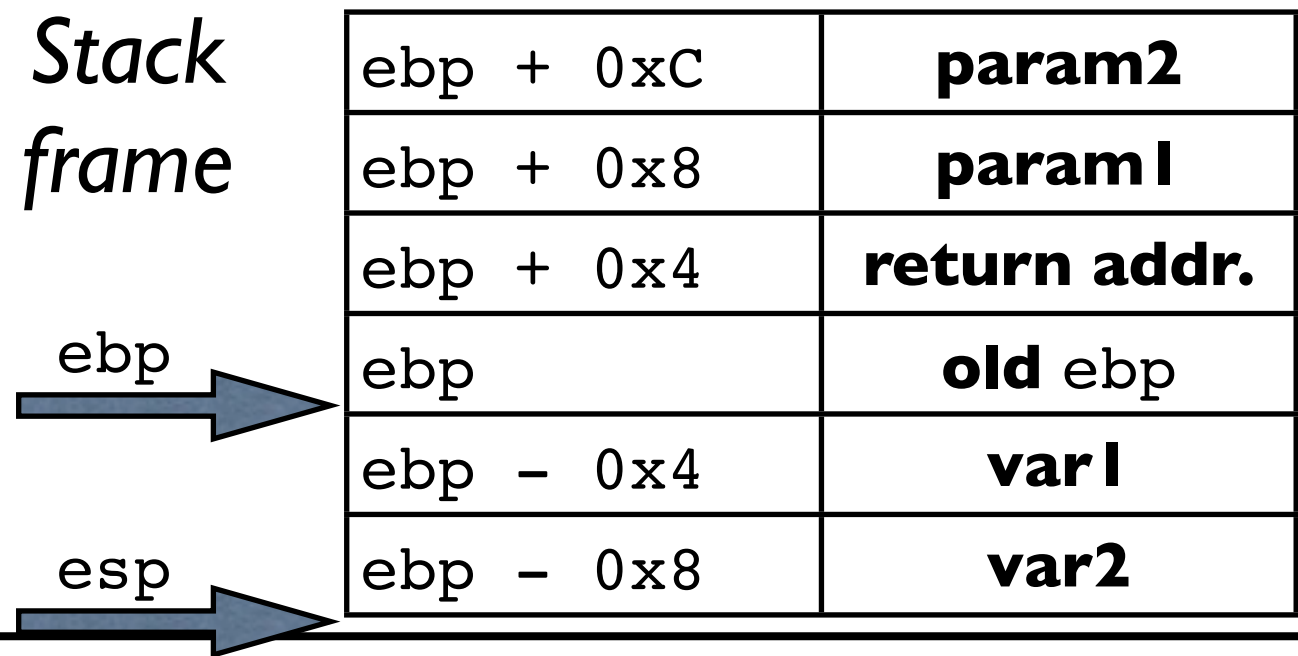 Stack
frame
ebp + 0xC param2
ebp + 0x8 param1
ebp + 0x4 return addr.
ebp
ebp old ebp
ebp - 0x4 var1
esp
ebp - 0x8 var2